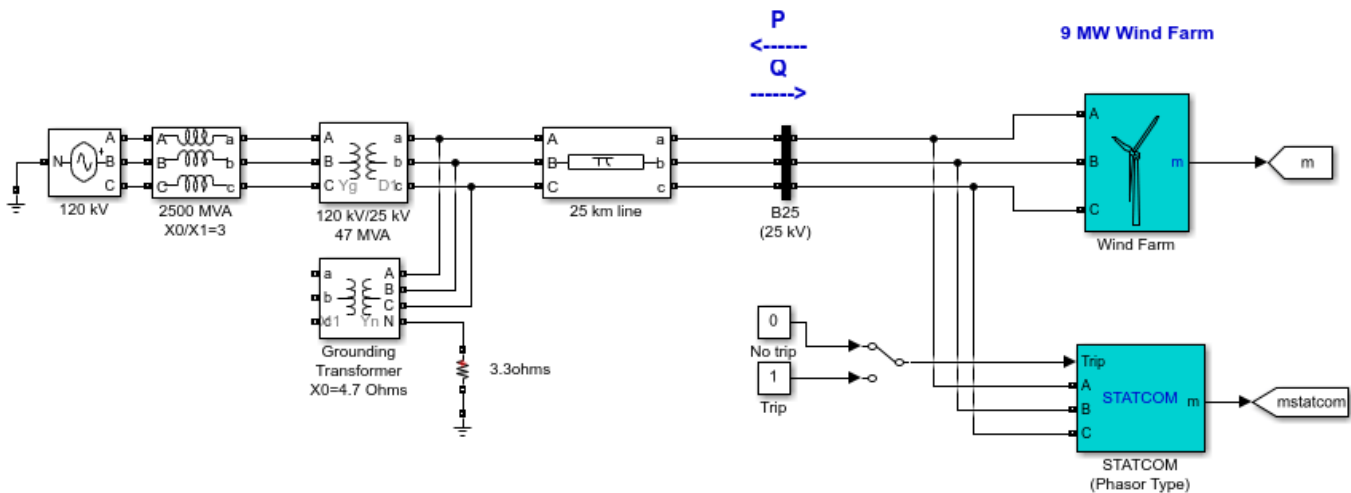 P
<------
Q
------>
9 MW Wind Farm
N
A
B
C
120 kV
A
B
C
a
b
c
2500 MVA
X0/X1=3
A
B
C
a
b
c
Yg
D1
120 kV/25 kV
47 MVA
A
B
C
a
b
c
25 km line
B25
(25 kV)
A
B
C
m
Wind Farm
m
a
b
A
B
C
N
Yn
Grounding
Transformer
X0=4.7 Ohms
3.3ohms
0
No trip
1
Trip
Trip
A
B
C
STATCOM
m
STATCOM
(Phasor Type)
mstatcom